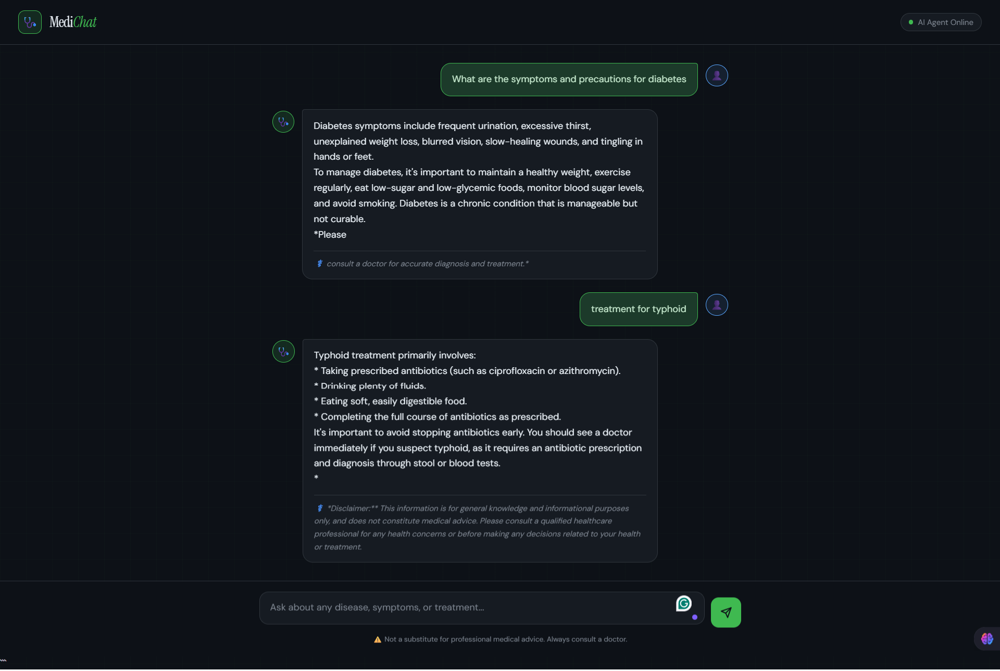 MediChat
AI Agent Online
What are the symptoms and precautions for diabetes
Diabetes symptoms include frequent urination, excessive thirst,
unexplained weight loss, blurred vision, slow-healing wounds, and tingling in
hands or feet.
To manage diabetes, it's important to maintain a healthy weight, exercise
regularly, eat low-sugar and low-glycemic foods, monitor blood sugar levels,
and avoid smoking. Diabetes is a chronic condition that is manageable but
not curable.
*Please
consult a doctor for accurate diagnosis and treatment.*
treatment for typhoid
Typhoid treatment primarily involves:
* Taking prescribed antibiotics (such as ciprofloxacin or azithromycin).
* Drinking plenty of fluids.
* Eating soft, easily digestible food.
* Completing the full course of antibiotics as prescribed.
It's important to avoid stopping antibiotics early. You should see a doctor
immediately if you suspect typhoid, as it requires an antibiotic prescription
and diagnosis through stool or blood tests.
*
*Disclaimer:** This information is for general knowledge and informational purposes
only, and does not constitute medical advice. Please consult a qualified healthcare
professional for any health concerns or before making any decisions related to your health
or treatment.
Ask about any disease, symptoms, or treatment...
Not a substitute for professional medical advice. Always consult a doctor.